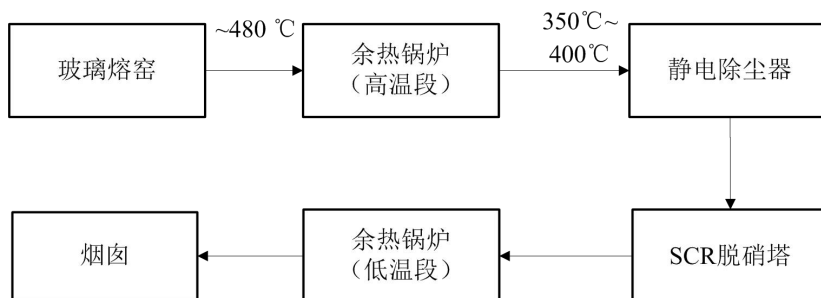 玻璃熔窑
~480 ℃
余热锅炉
（高温段）
350℃~
400℃
静电除尘器
烟囱
余热锅炉
（低温段）
SCR脱硝塔